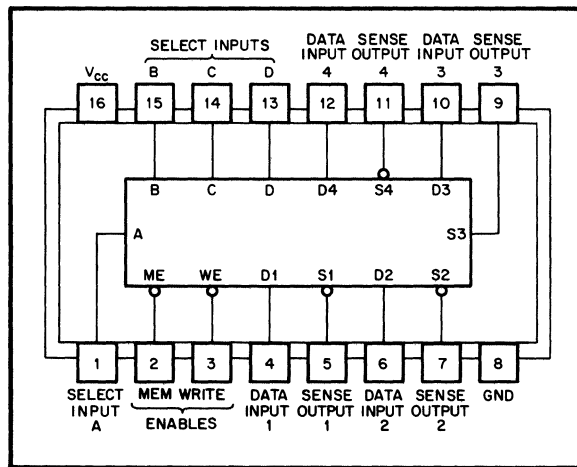 SELECT INPUTS
DATA INPUT 4
SENSE OUTPUT 4
DATA INPUT 3
SENSE OUTPUT 3
VCC B C D
16 15 14 13 12 11 10 9
B C D D4 S4 D3
A S3
ME WE D1 S1 D2 S2
1 2 3 4 5 6 7 8
SELECT INPUT A
MEM WRITE
ENABLES
DATA INPUT 1
SENSE OUTPUT 1
DATA INPUT 2
SENSE OUTPUT 2
GND